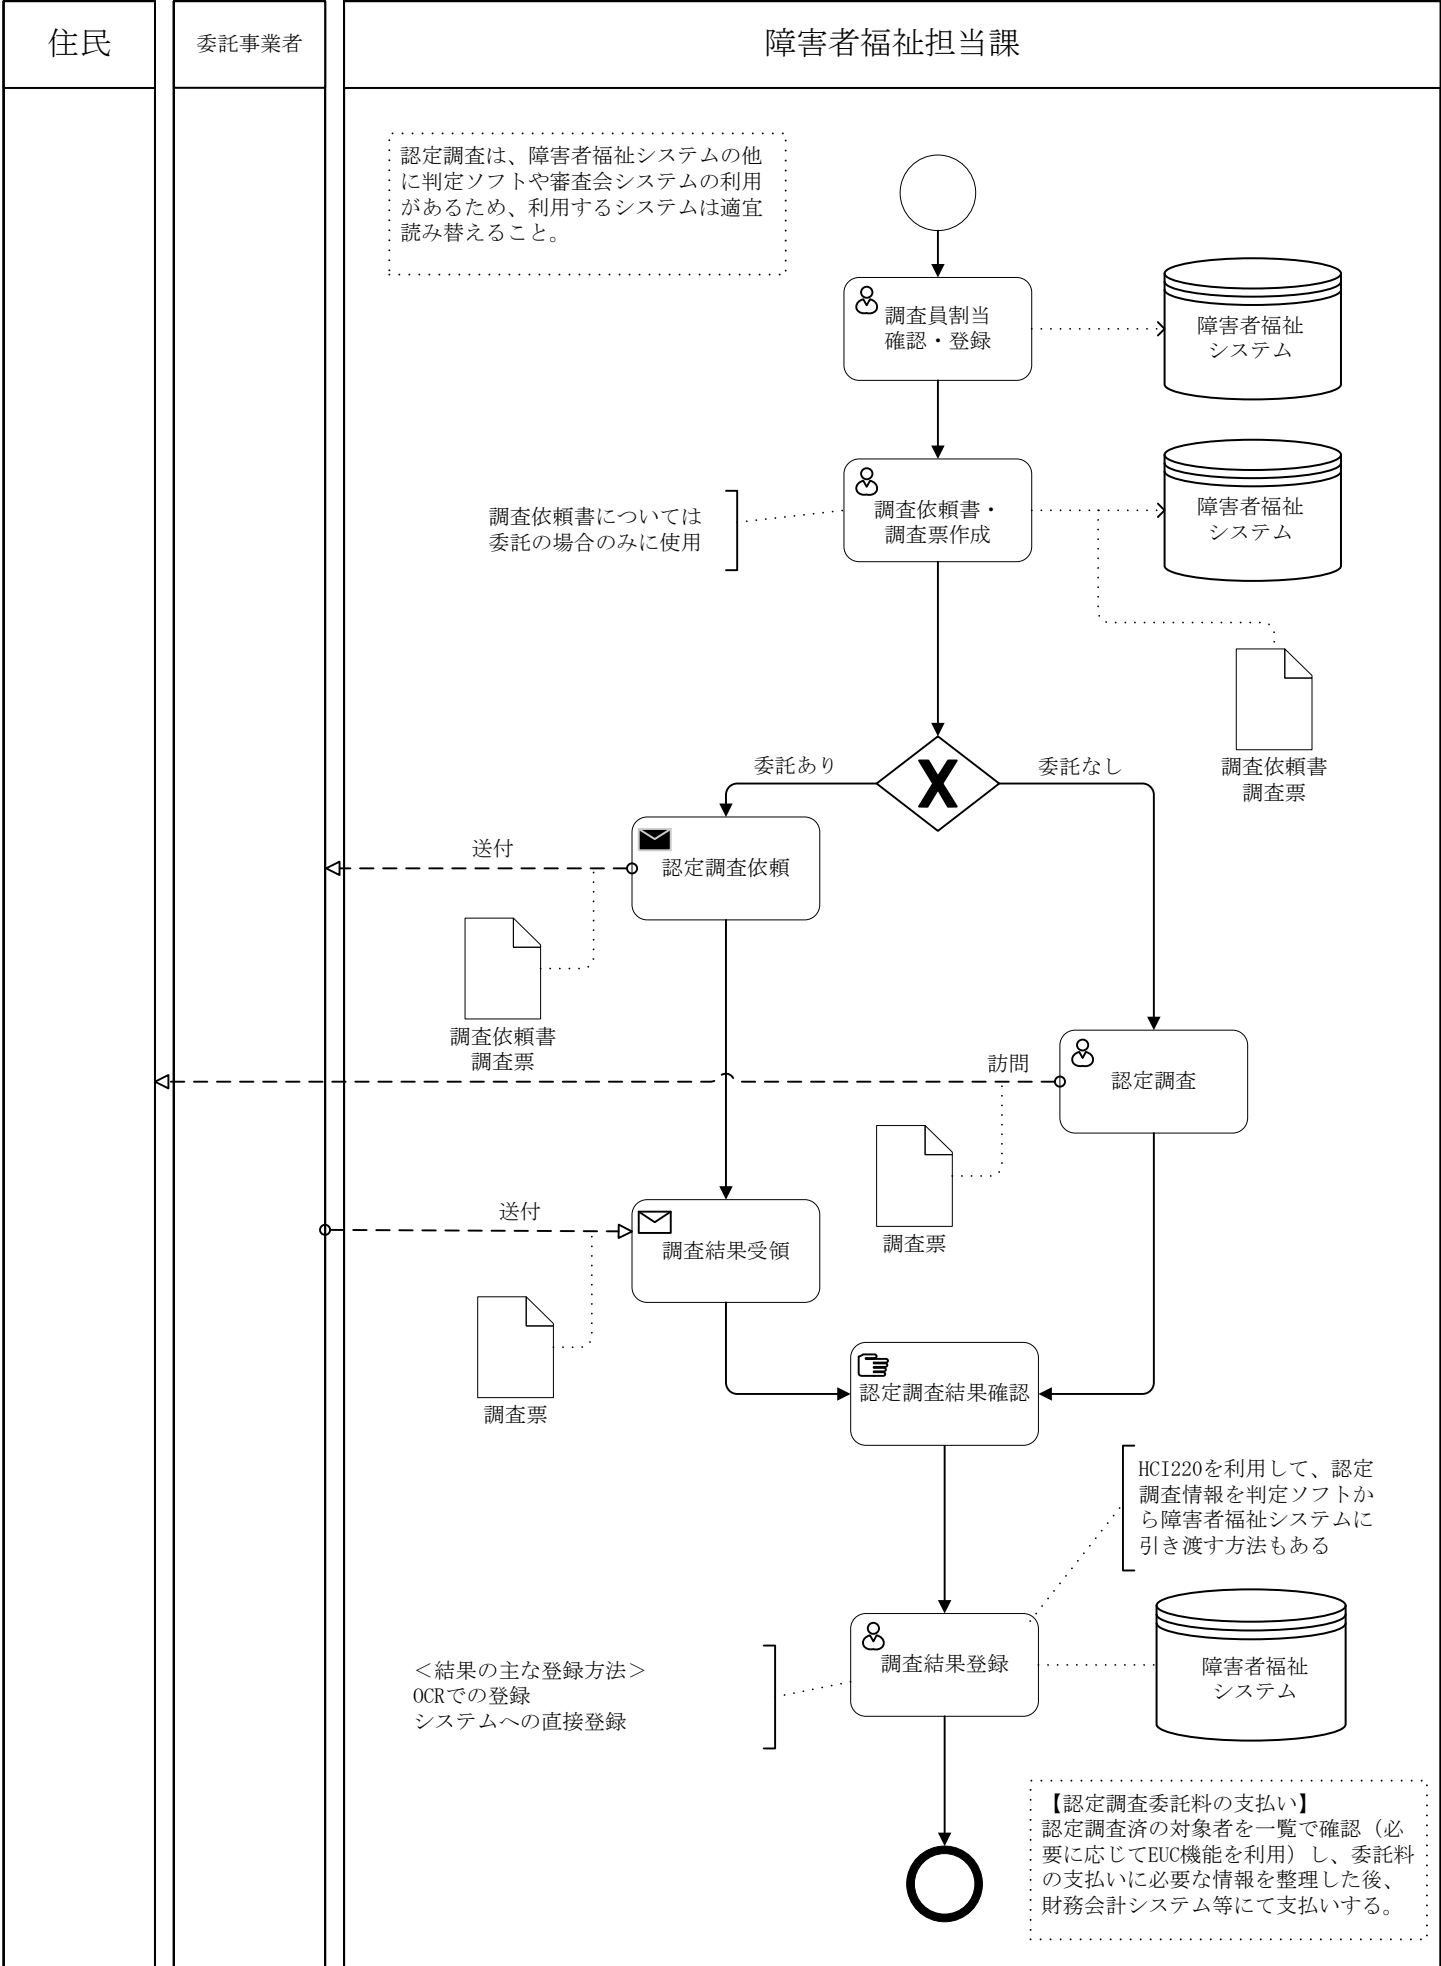 住民
委託事業者
障害者福祉担当課
認定調査は、障害者福祉システムの他
に判定ソフトや審査会システムの利用
があるため、利用するシステムは適宜
読み替えること。
調査員割当
確認・登録
障害者福祉
システム
調査依頼書については
委託の場合のみに使用
調査依頼書・
調査票作成
障害者福祉
システム
調査依頼書
調査票
委託あり
X
委託なし
送付
認定調査依頼
調査依頼書
調査票
訪問
認定調査
調査票
送付
調査結果受領
調査票
認定調査結果確認
HCI220を利用して、認定
調査情報を判定ソフトか
ら障害者福祉システムに
引き渡す方法もある
＜結果の主な登録方法＞
OCRでの登録
システムへの直接登録
調査結果登録
障害者福祉
システム
【認定調査委託料の支払い】
認定調査済の対象者を一覧で確認（必
要に応じてEUC機能を利用）し、委託料
の支払いに必要な情報を整理した後、
財務会計システム等にて支払いする。